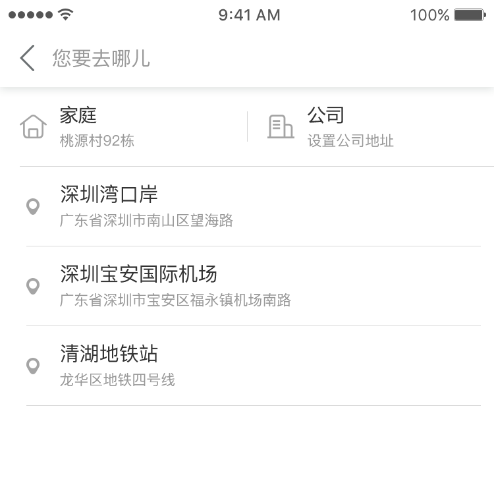 9:41 AM
100%
您要去哪儿
家庭
公司
桃源村92栋
设置公司地址
深圳湾口岸
广东省深圳市南山区望海路
深圳宝安国际机场
广东省深圳市宝安区福永镇机场南路
清湖地铁站
龙华区地铁四号线